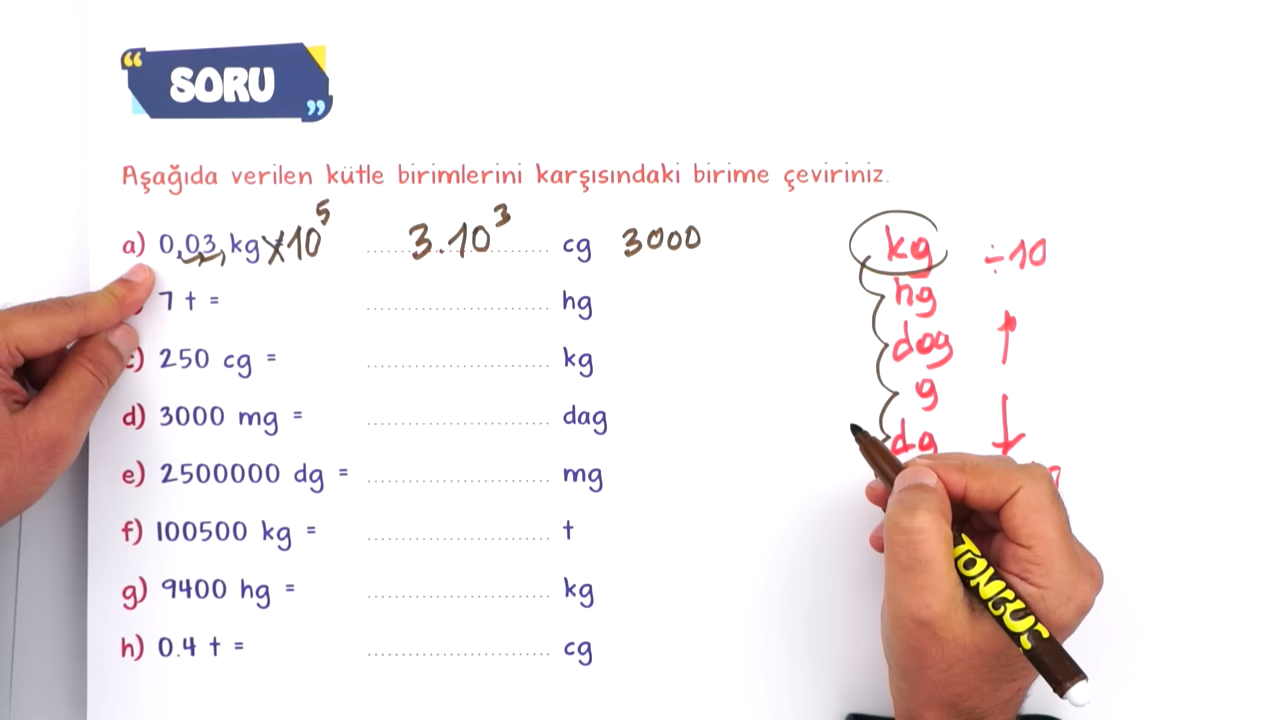 “ SORU ”
Aşağıda verilen kütle birimlerini karşısındaki birime çeviriniz.
a) 0,03 kg x10⁵ .............................. 3.10³ cg 3000
7 t = .............................. hg
c) 250 cg = .............................. kg
d) 3000 mg = .............................. dag
e) 2500000 dg = .............................. mg
f) 100500 kg = .............................. t
g) 9400 hg = .............................. kg
h) 0.4 t = .............................. cg
kg ÷10
hg
dag
g
dg
TONGUÇ